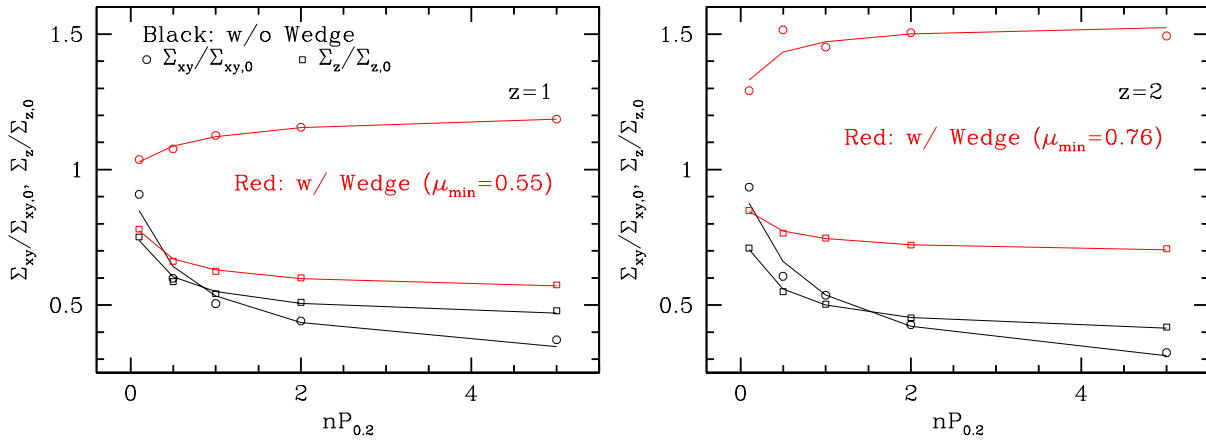 Black: w/o Wedge
○ Σxy/Σxy,0 □ Σz/Σz,0
z=1
Red: w/ Wedge (μmin=0.55)
Σxy/Σxy,0, Σz/Σz,0
1.5
1
0.5
0 2 4
nP0.2
z=2
Red: w/ Wedge (μmin=0.76)
Σxy/Σxy,0, Σz/Σz,0
1.5
1
0.5
0 2 4
nP0.2